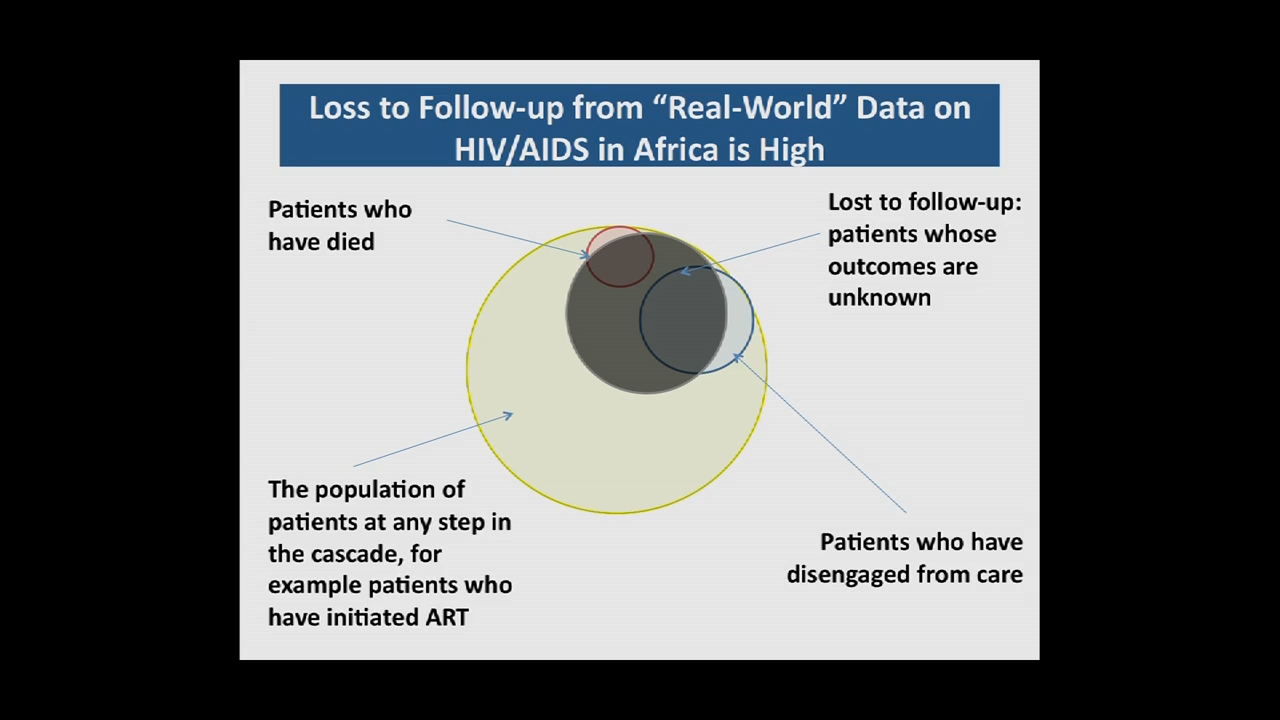 Loss to Follow-up from “Real-World” Data on
HIV/AIDS in Africa is High
Patients who
have died
Lost to follow-up:
patients whose
outcomes are
unknown
The population of
patients at any step in
the cascade, for
example patients who
have initiated ART
Patients who have
disengaged from care